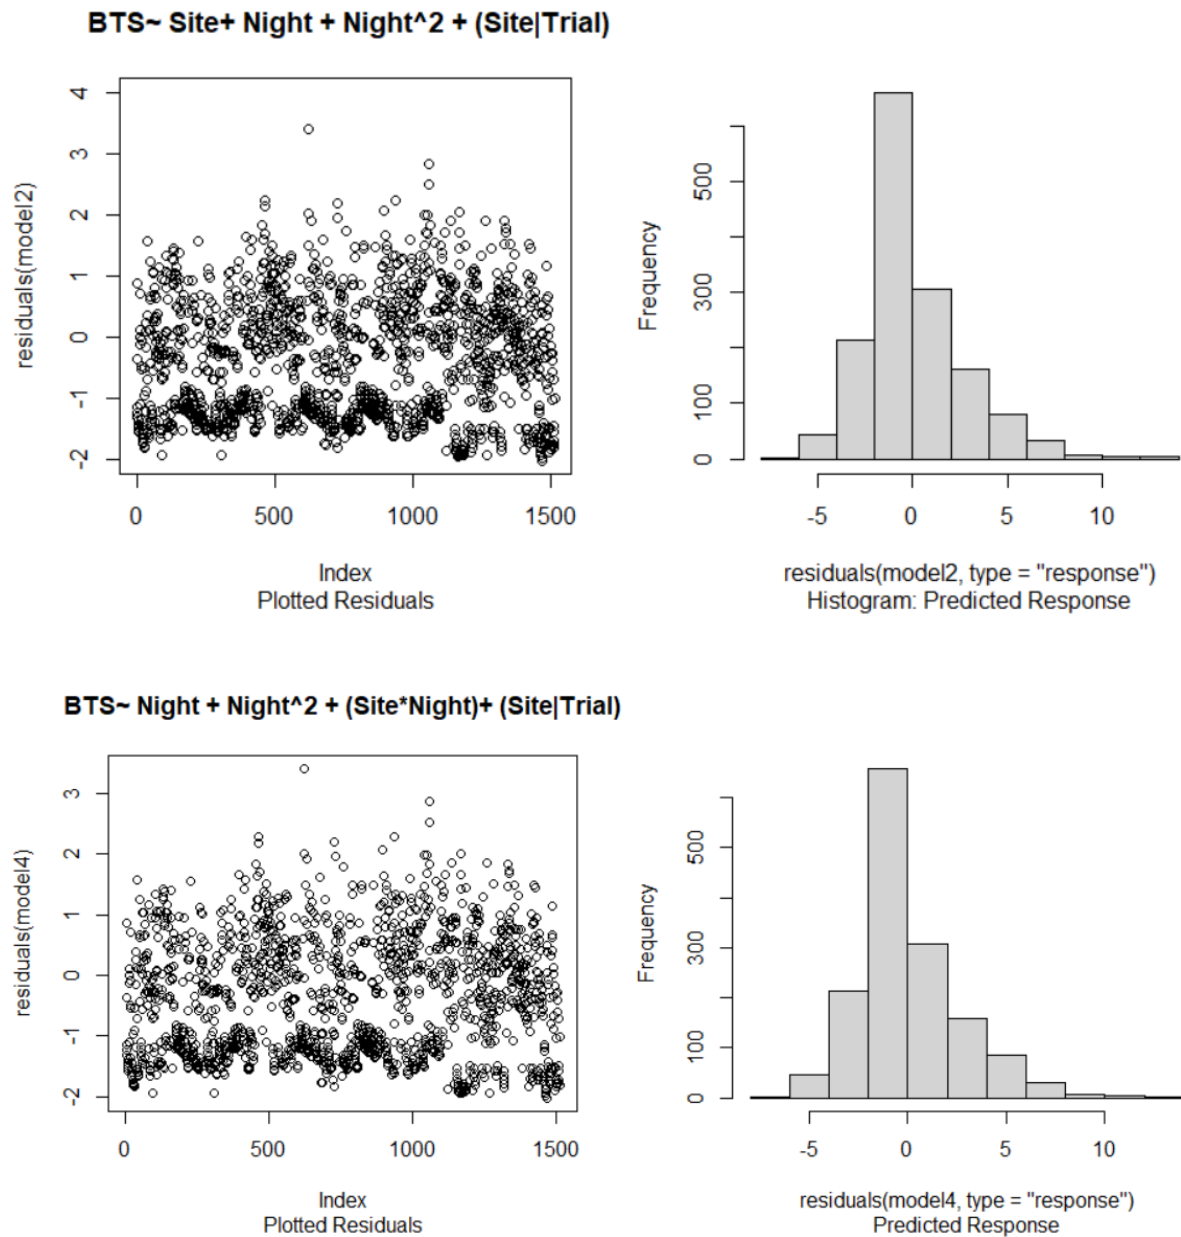 BTS~ Site+ Night + Night^2 + (Site|Trial)
residuals(model2)
4
3
2
1
0
-1
-2
0 500 1000 1500
Index
Plotted Residuals
Frequency
500
300
100
0
-5 0 5 10
residuals(model2, type = "response")
Histogram: Predicted Response
BTS~ Night + Night^2 + (Site*Night)+ (Site|Trial)
residuals(model4)
3
2
1
0
-1
-2
0 500 1000 1500
Index
Plotted Residuals
Frequency
500
300
100
0
-5 0 5 10
residuals(model4, type = "response")
Predicted Response